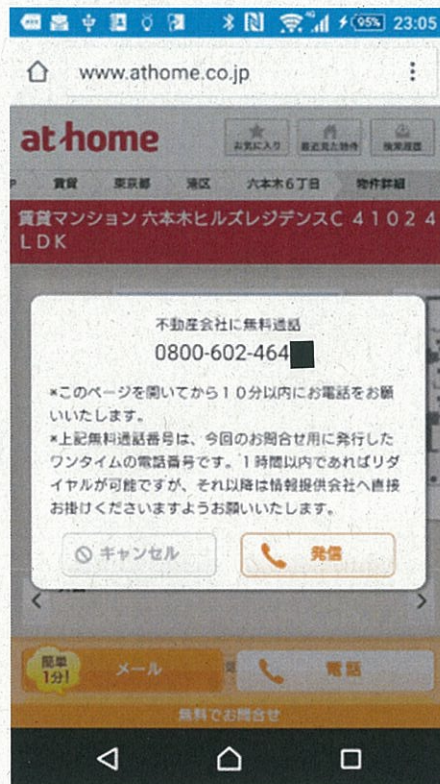 95% 23:05
www.athome.co.jp
at home
お気に入り 最近見た物件 検索履歴
賃貸 東京都 港区 六本木6丁目 物件詳細
賃貸マンション 六本木ヒルズレジデンスC 41024
LDK
不動産会社に無料通話
0800-602-464
*このページを開いてから10分以内にお電話をお願
いいたします。
*上記無料通話番号は、今回のお問合せ用に発行した
ワンタイムの電話番号です。1時間以内であればリダ
イヤルが可能ですが、それ以降は情報提供会社へ直接
お掛けくださいますようお願いいたします。
キャンセル 発信
簡単
1分!
メール 電話
無料でお問合せ